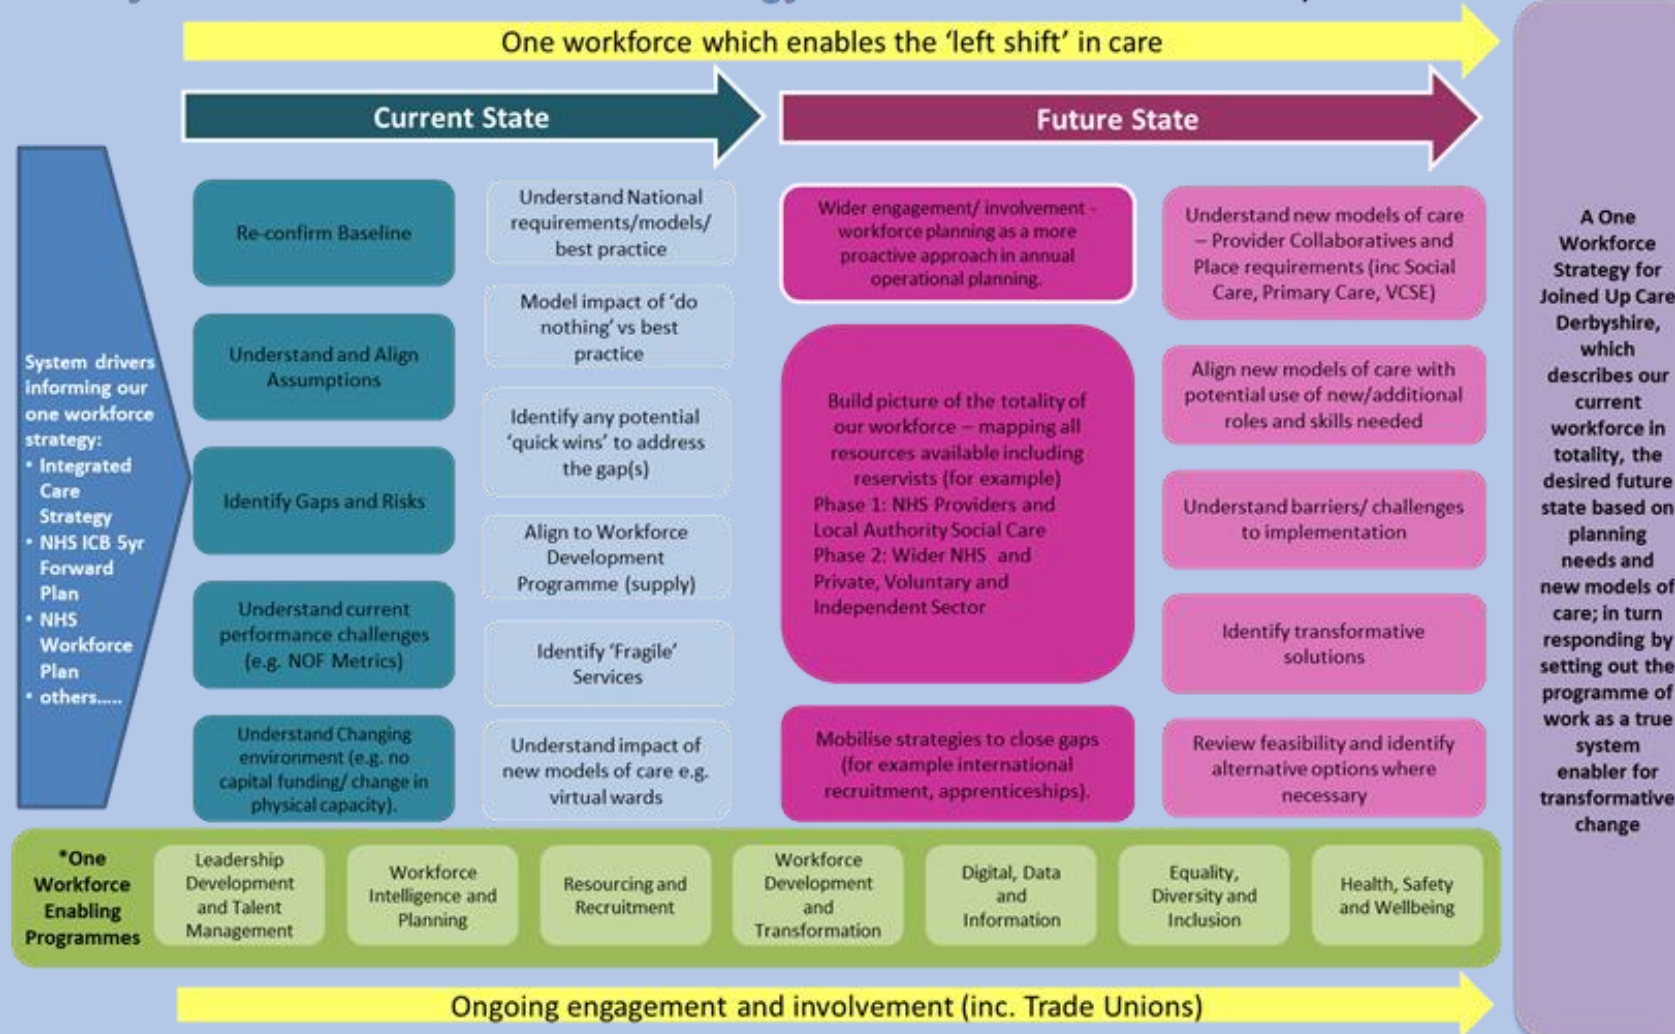 One workforce which enables the ‘left shift’ in care
Current State
Future State
System drivers
informing our
one workforce
strategy:
• Integrated
Care
Strategy
• NHS ICB 5yr
Forward
Plan
• NHS
Workforce
Plan
• others.....
Re-confirm Baseline
Understand and Align
Assumptions
Identify Gaps and Risks
Understand current
performance challenges
(e.g. NOF Metrics)
Understand Changing
environment (e.g. no
capital funding/ change in
physical capacity).
Understand National
requirements/models/
best practice
Model impact of ‘do
nothing’ vs best
practice
Identify any potential
‘quick wins’ to address
the gap(s)
Align to Workforce
Development
Programme (supply)
Identify ‘Fragile’
Services
Understand impact of
new models of care e.g.
virtual wards
Wider engagement/ involvement -
workforce planning as a more
proactive approach in annual
operational planning.
Build picture of the totality of
our workforce – mapping all
resources available including
reservists (for example)
Phase 1: NHS Providers and
Local Authority Social Care
Phase 2: Wider NHS and
Private, Voluntary and
Independent Sector
Mobilise strategies to close gaps
(for example international
recruitment, apprenticeships).
Understand new models of care
– Provider Collaboratives and
Place requirements (inc Social
Care, Primary Care, VCSE)
Align new models of care with
potential use of new/additional
roles and skills needed
Understand barriers/ challenges
to implementation
Identify transformative
solutions
Review feasibility and identify
alternative options where
necessary
A One
Workforce
Strategy for
Joined Up Care
Derbyshire,
which
describes our
current
workforce in
totality, the
desired future
state based on
planning
needs and
new models of
care; in turn
responding by
setting out the
programme of
work as a true
system
enabler for
transformative
change
*One
Workforce
Enabling
Programmes
Leadership
Development
and Talent
Management
Workforce
Intelligence and
Planning
Resourcing and
Recruitment
Workforce
Development
and
Transformation
Digital, Data
and
Information
Equality,
Diversity and
Inclusion
Health, Safety
and Wellbeing
Ongoing engagement and involvement (inc. Trade Unions)